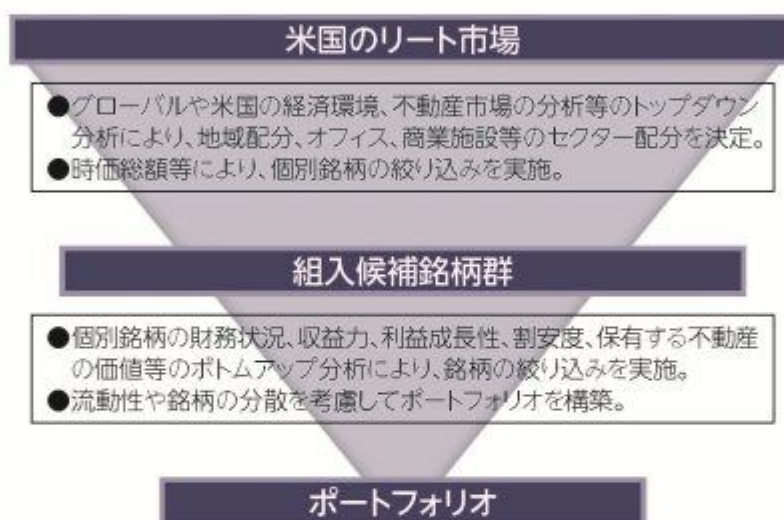 米国のリート市場
●グローバルや米国の経済環境、不動産市場の分析等のトップダウン
分析により、地域配分、オフィス、商業施設等のセクター配分を決定。
●時価総額等により、個別銘柄の絞り込みを実施。
組入候補銘柄群
●個別銘柄の財務状況、収益力、利益成長性、割安度、保有する不動産
の価値等のボトムアップ分析により、銘柄の絞り込みを実施。
●流動性や銘柄の分散を考慮してポートフォリオを構築。
ポートフォリオ